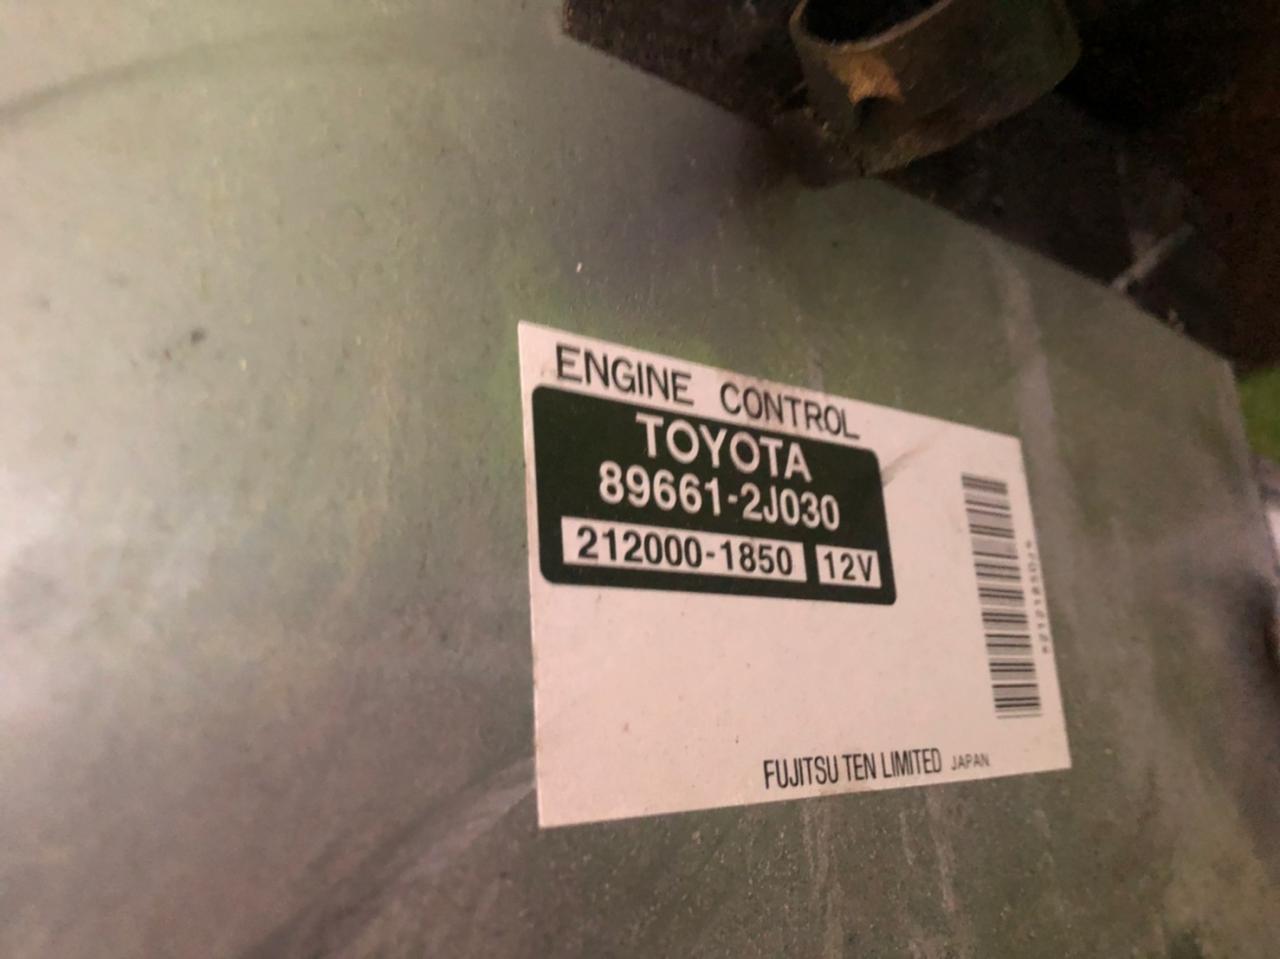 ENGINE CONTROL
TOYOTA
89661-2J030
212000-1850 12V
FUJITSU TEN LIMITED JAPAN